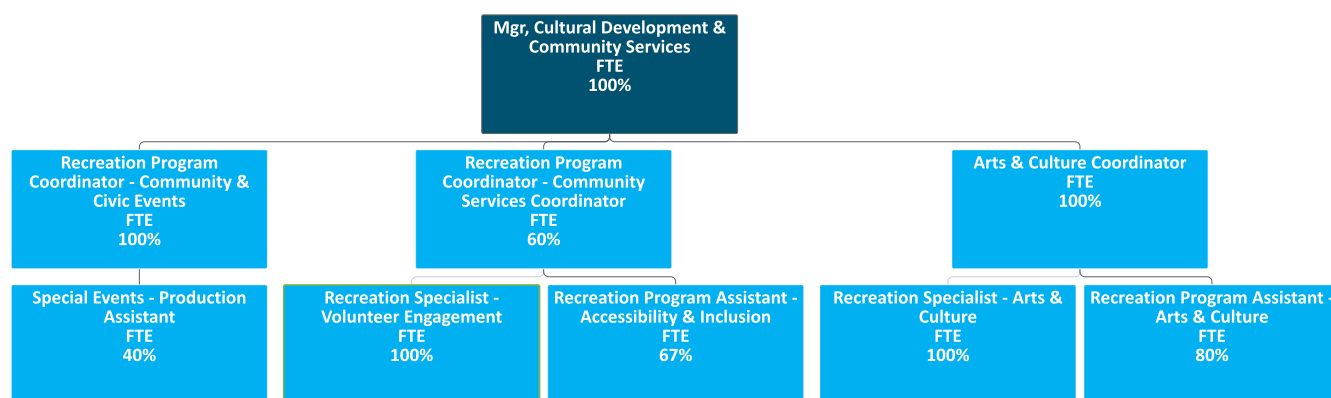 Mgr, Cultural Development &
Community Services
FTE
100%
Recreation Program
Coordinator - Community &
Civic Events
FTE
100%
Recreation Program
Coordinator - Community
Services Coordinator
FTE
60%
Arts & Culture Coordinator
FTE
100%
Special Events - Production
Assistant
FTE
40%
Recreation Specialist -
Volunteer Engagement
FTE
100%
Recreation Program Assistant -
Accessibility & Inclusion
FTE
67%
Recreation Specialist - Arts &
Culture
FTE
100%
Recreation Program Assistant -
Arts & Culture
FTE
80%